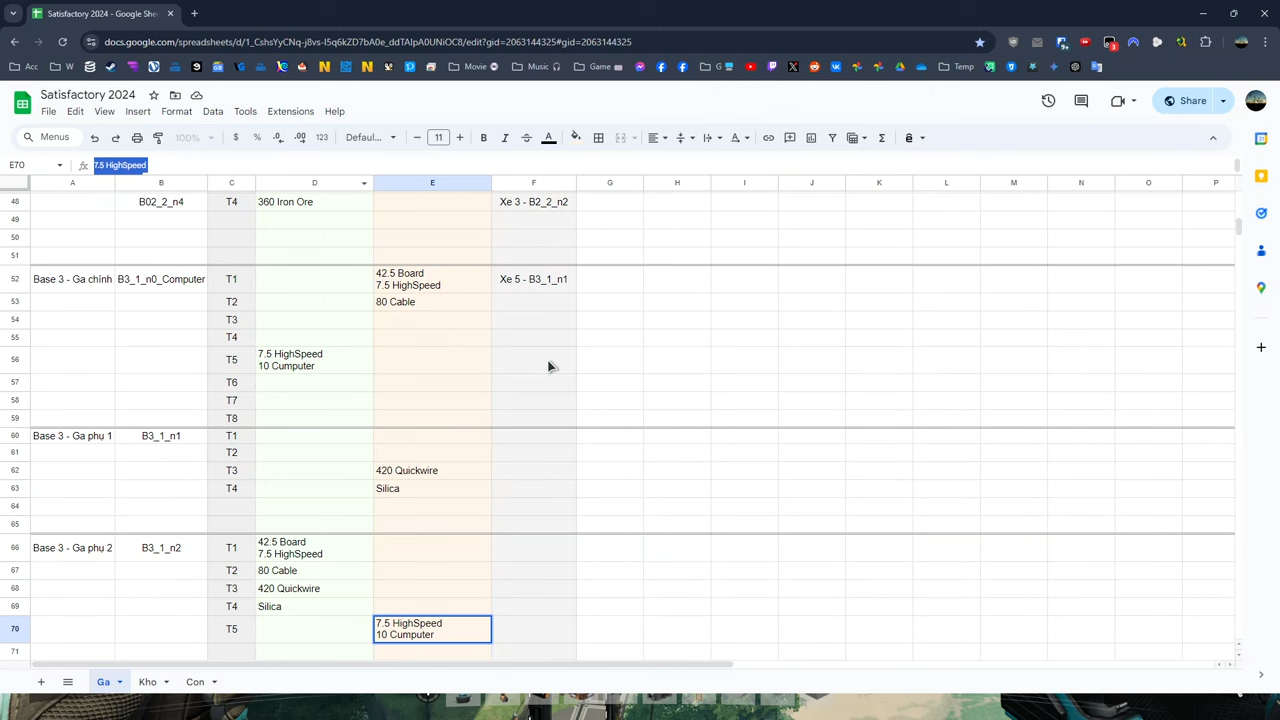 Satisfactory 2024 - Google She
docs.google.com/spreadsheets/d/1_CshsYyCNq-j8vs-I5q6kZD7bA0e_ddTAIpA0UNiOC8/edit?gid=2063144325#gid=2063144325
Acc
W
Movie
Music
Game
G
Temp
Satisfactory 2024
File Edit View Insert Format Data Tools Extensions Help
Share
Menus
100%
$ % .0 .00 123
Defaul...
11
E70
7.5 HighSpeed
A B C D E F G H I J K L M N O P
48 B02_2_n4 T4 360 Iron Ore Xe 3 - B2_2_n2
49
50
51
52 Base 3 - Ga chính B3_1_n0_Computer T1 42.5 Board Xe 5 - B3_1_n1
7.5 HighSpeed
53 T2 80 Cable
54 T3
55 T4
56 T5 7.5 HighSpeed
10 Cumputer
57 T6
58 T7
59 T8
60 Base 3 - Ga phụ 1 B3_1_n1 T1
61 T2
62 T3 420 Quickwire
63 T4 Silica
64
65
66 Base 3 - Ga phụ 2 B3_1_n2 T1 42.5 Board
7.5 HighSpeed
67 T2 80 Cable
68 T3 420 Quickwire
69 T4 Silica
70 T5 7.5 HighSpeed
10 Cumputer
71
Ga Kho Con